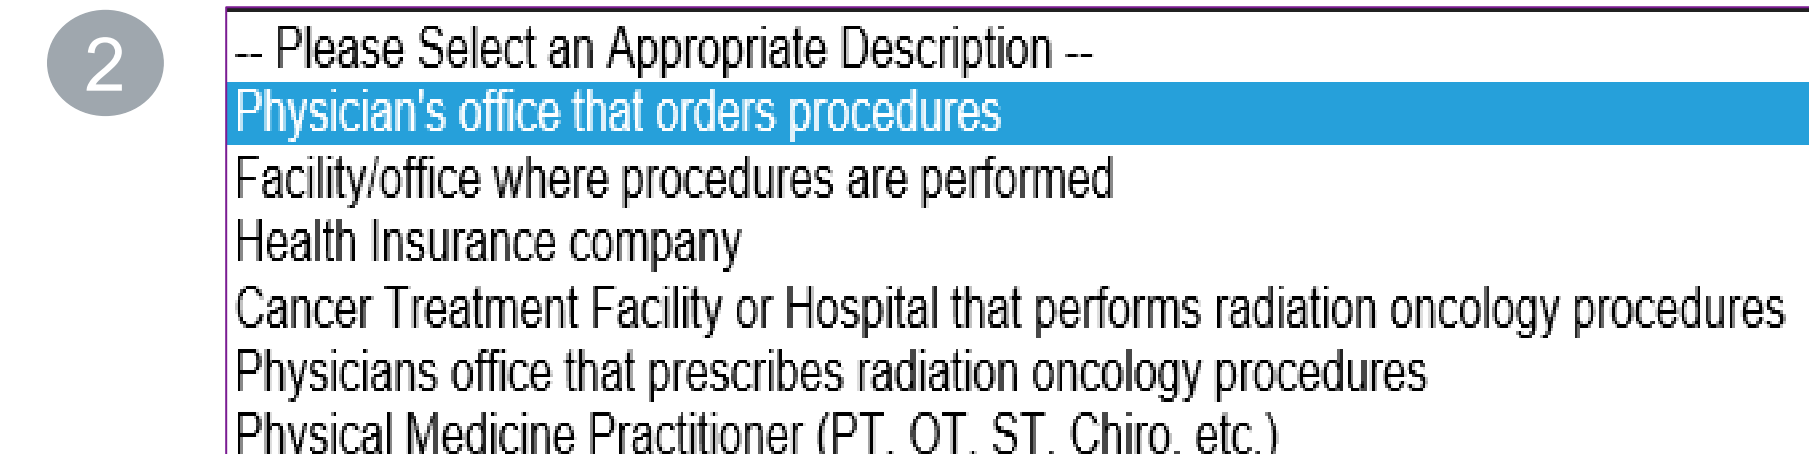 2
-- Please Select an Appropriate Description --
Physician's office that orders procedures
Facility/office where procedures are performed
Health Insurance company
Cancer Treatment Facility or Hospital that performs radiation oncology procedures
Physicians office that prescribes radiation oncology procedures
Physical Medicine Practitioner (PT, OT, ST, Chiro, etc.)